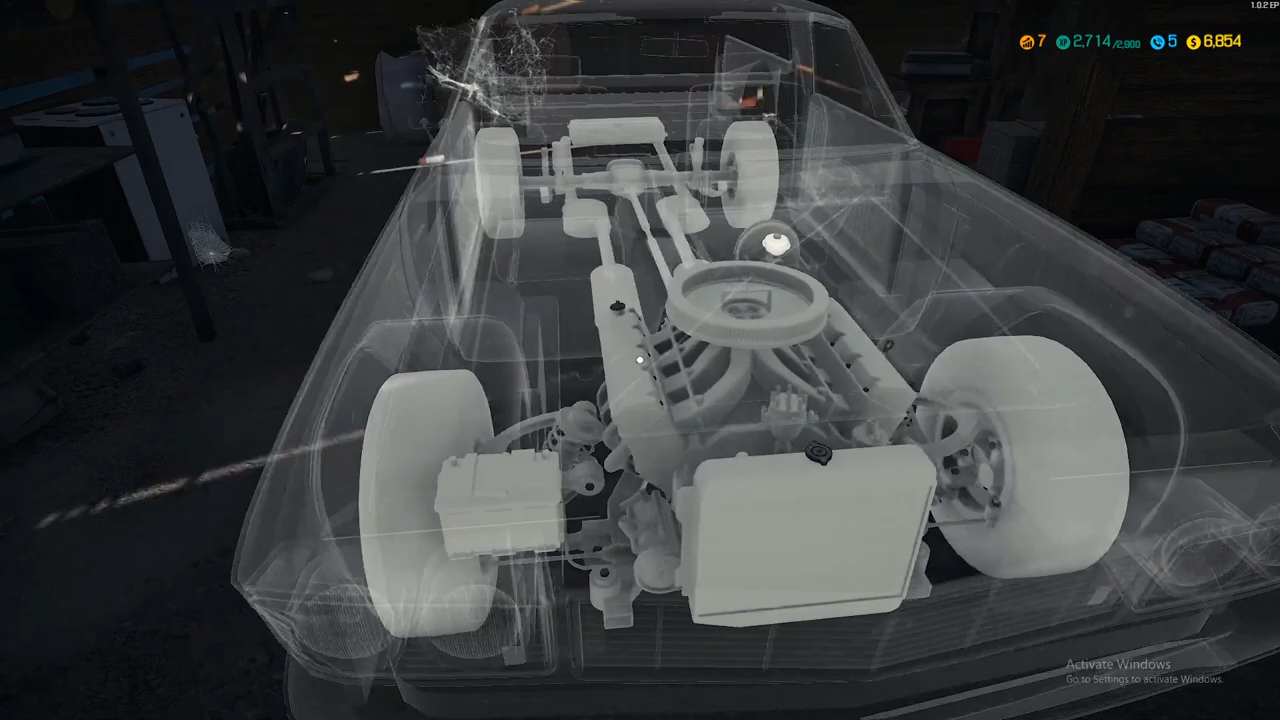 1.0.2 EP
7 XP 2,714/2,900 5 $ 6,854
Activate Windows
Go to Settings to activate Windows.